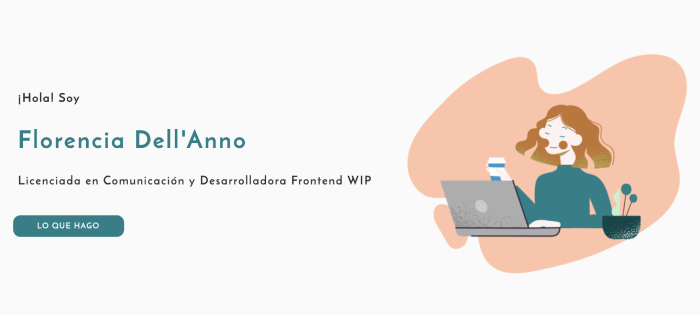 ¡Hola! Soy
Florencia Dell'Anno
Licenciada en Comunicación y Desarrolladora Frontend WIP
LO QUE HAGO